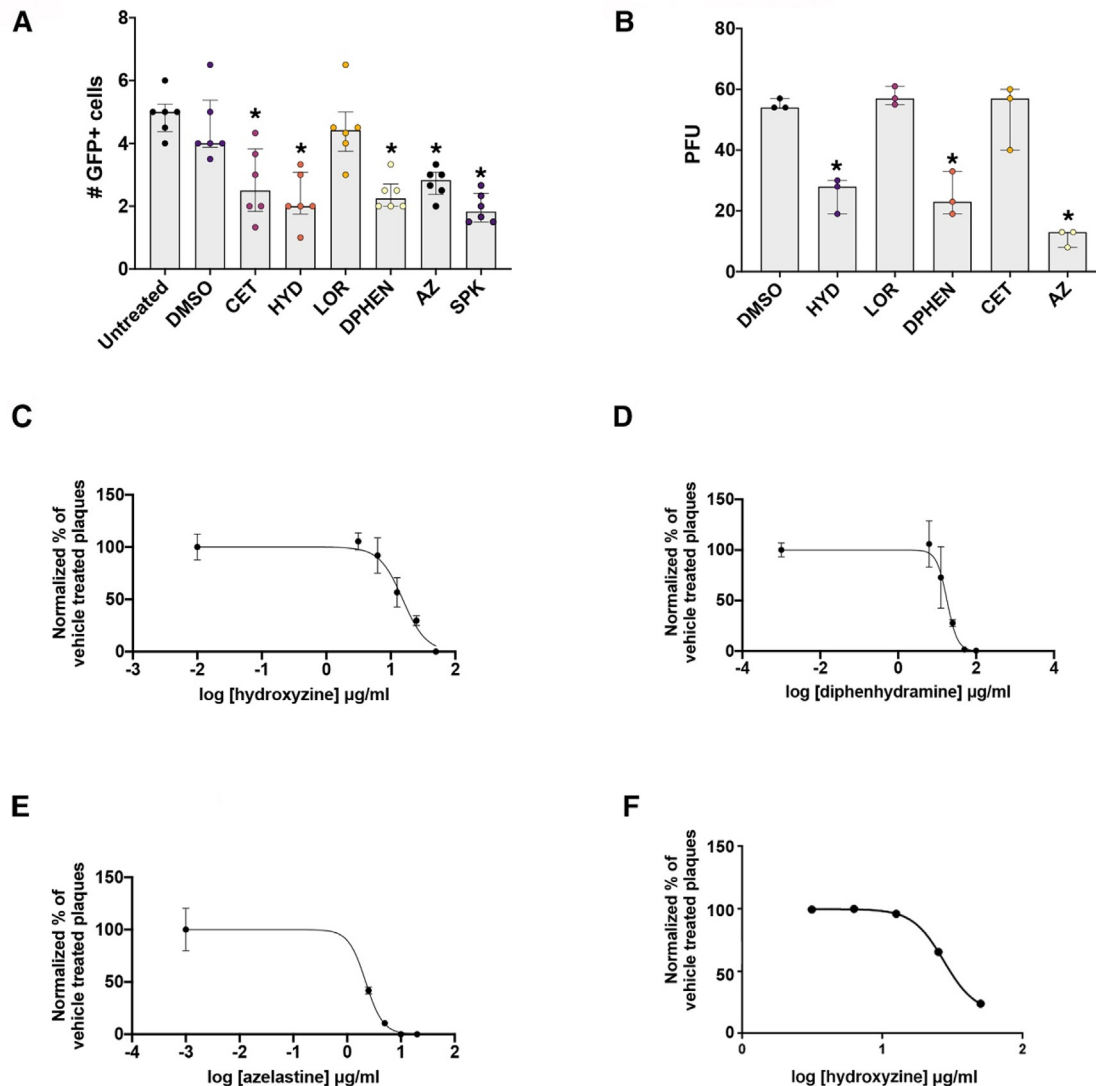 A
# GFP+ cells
8
6
4
2
0
* * * * *
Untreated DMSO CET HYD LOR DPHEN AZ SPK
B
PFU
80
60
40
20
0
* * *
DMSO HYD LOR DPHEN CET AZ
C
Normalized % of
vehicle treated plaques
150
100
50
0
-3 -2 -1 0 1 2
log [hydroxyzine] µg/ml
D
Normalized % of
vehicle treated plaques
150
100
50
0
-4 -2 0 2 4
log [diphenhydramine] µg/ml
E
Normalized % of
vehicle treated plaques
150
100
50
0
-4 -3 -2 -1 0 1 2
log [azelastine] µg/ml
F
Normalized % of
vehicle treated plaques
150
100
50
0
0 1 2
log [hydroxyzine] µg/ml